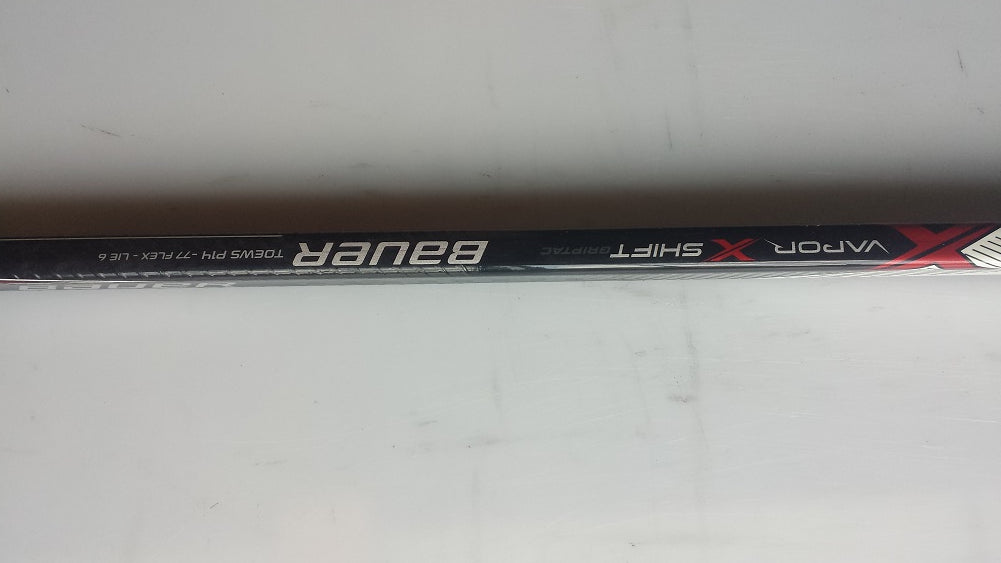 VAPOR X SHIFT GRIPTAC BAUER TOEWS P14 - 77 FLEX - LIE 6